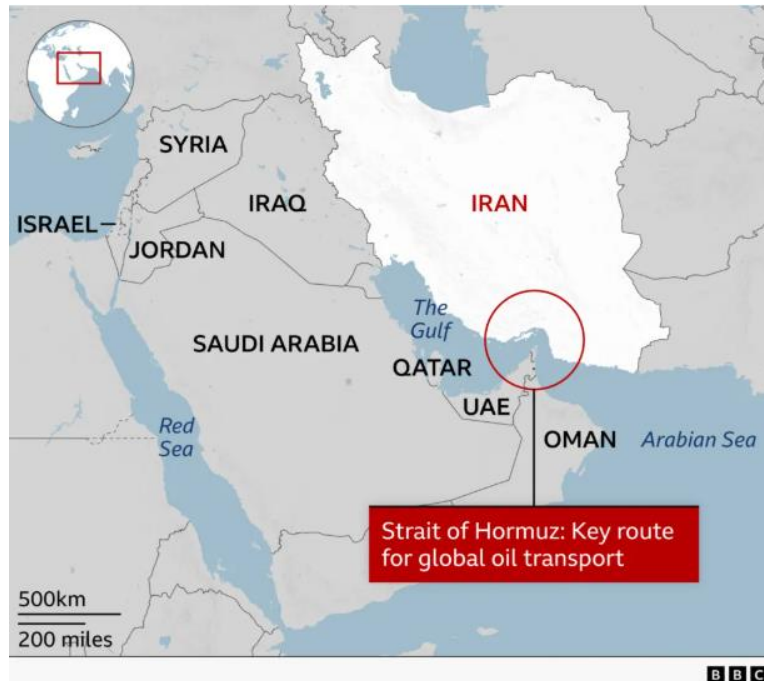 SYRIA
ISRAEL
IRAQ
IRAN
JORDAN
The
Gulf
SAUDI ARABIA
QATAR
UAE
Red
Sea
OMAN
Arabian Sea
Strait of Hormuz: Key route
for global oil transport
500km
200 miles
BBC